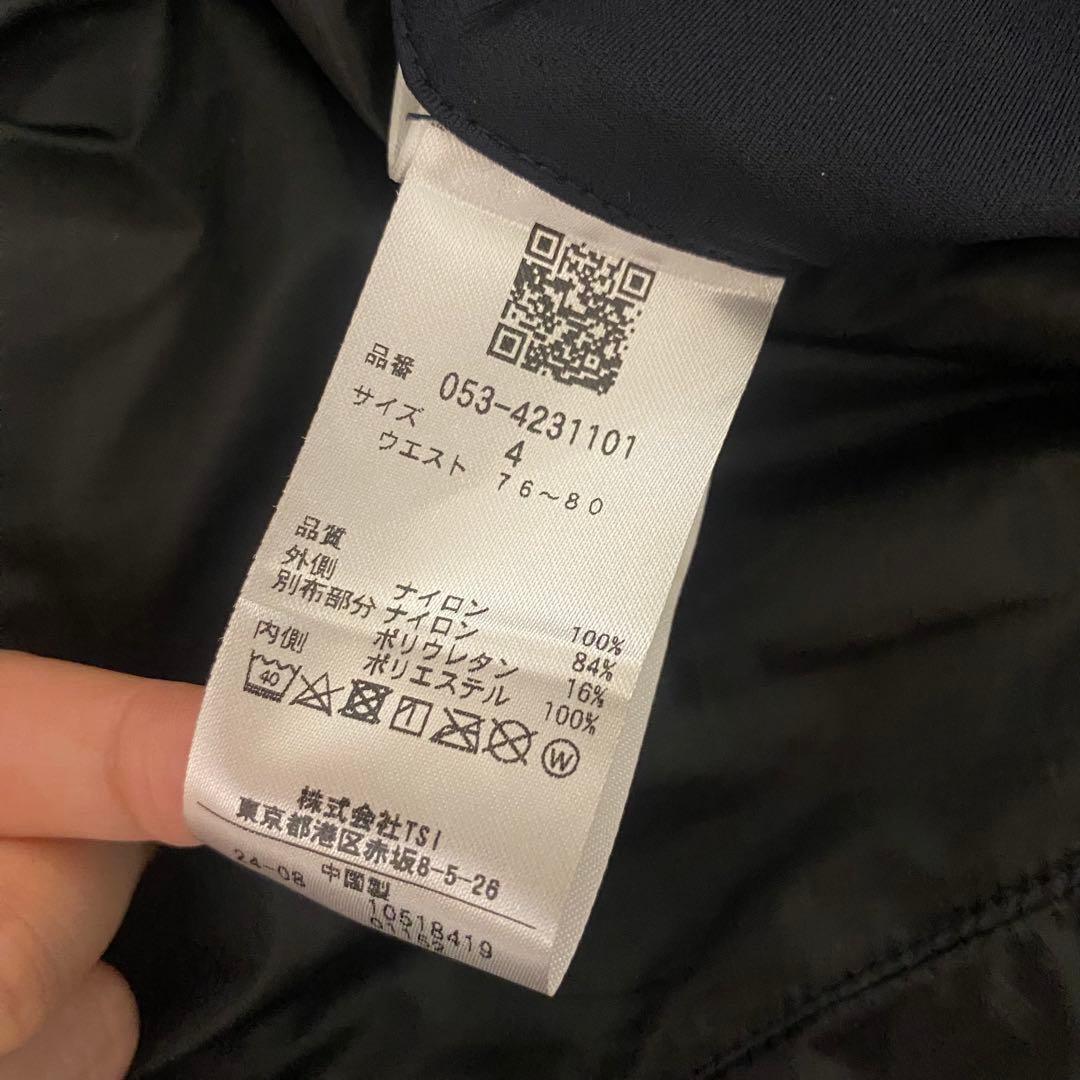 品番 053-4231101
サイズ 4
ウエスト 76～80
品質
外側 ナイロン 100%
別布部分 ナイロン 84%
ポリウレタン 16%
内側 ポリエステル 100%
40 W
株式会社TSI
東京都港区赤坂8-5-26
24-08 中国製
10518419